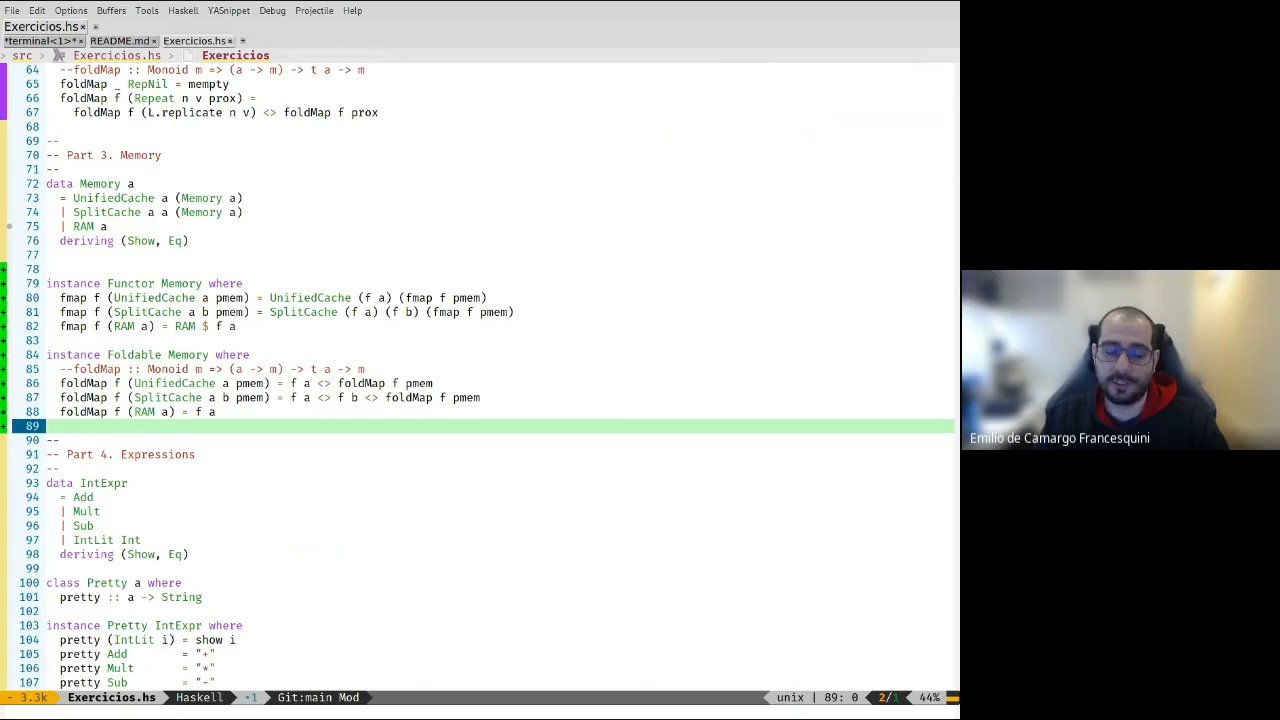 File Edit Options Buffers Tools Haskell YASnippet Debug Projectile Help
Exercicios.hs× +
*terminal<1>*× README.md× Exercicios.hs× +
> src > Exercicios.hs > Exercicios
64 --foldMap :: Monoid m => (a -> m) -> t a -> m
65 foldMap _ RepNil = mempty
66 foldMap f (Repeat n v prox) =
67 foldMap f (L.replicate n v) <> foldMap f prox
68
69 --
70 -- Part 3. Memory
71 --
72 data Memory a
73 = UnifiedCache a (Memory a)
74 | SplitCache a a (Memory a)
75 | RAM a
76 deriving (Show, Eq)
77
78
79 instance Functor Memory where
80 fmap f (UnifiedCache a pmem) = UnifiedCache (f a) (fmap f pmem)
81 fmap f (SplitCache a b pmem) = SplitCache (f a) (f b) (fmap f pmem)
82 fmap f (RAM a) = RAM $ f a
83
84 instance Foldable Memory where
85 --foldMap :: Monoid m => (a -> m) -> t a -> m
86 foldMap f (UnifiedCache a pmem) = f a <> foldMap f pmem
87 foldMap f (SplitCache a b pmem) = f a <> f b <> foldMap f pmem
88 foldMap f (RAM a) = f a
89
90 --
91 -- Part 4. Expressions
92 --
93 data IntExpr
94 = Add
95 | Mult
96 | Sub
97 | IntLit Int
98 deriving (Show, Eq)
99
100 class Pretty a where
101 pretty :: a -> String
102
103 instance Pretty IntExpr where
104 pretty (IntLit i) = show i
105 pretty Add = "+"
106 pretty Mult = "*"
107 pretty Sub = "-"
- 3.3k Exercicios.hs Haskell •1 Git:main Mod unix | 89: 0 2/1 44%
Emilio de Camargo Francesquini